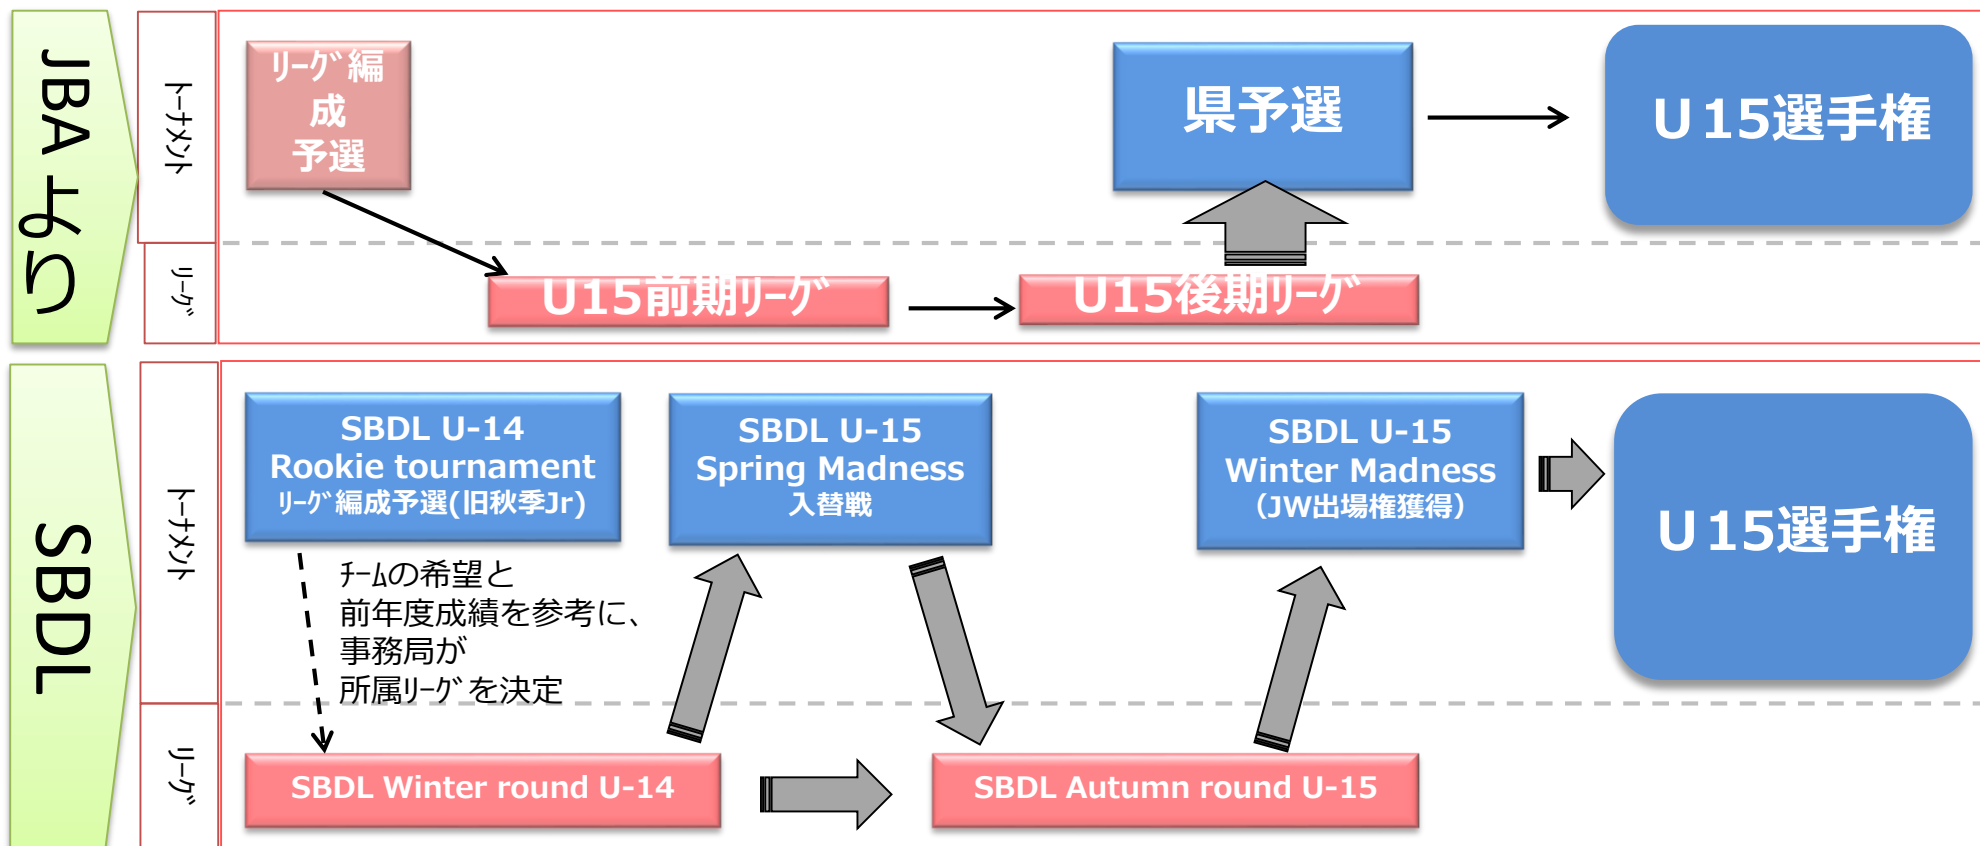 JBAより
トーナメント
リーグ
リーグ編
成
予選
U15前期リーグ
U15後期リーグ
県予選
U15選手権
SBDL
トーナメント
リーグ
SBDL U-14
Rookie tournament
リーグ編成予選(旧秋季Jr)
チームの希望と
前年度成績を参考に、
事務局が
所属リーグを決定
SBDL U-15
Spring Madness
入替戦
SBDL U-15
Winter Madness
（JW出場権獲得）
U15選手権
SBDL Winter round U-14
SBDL Autumn round U-15